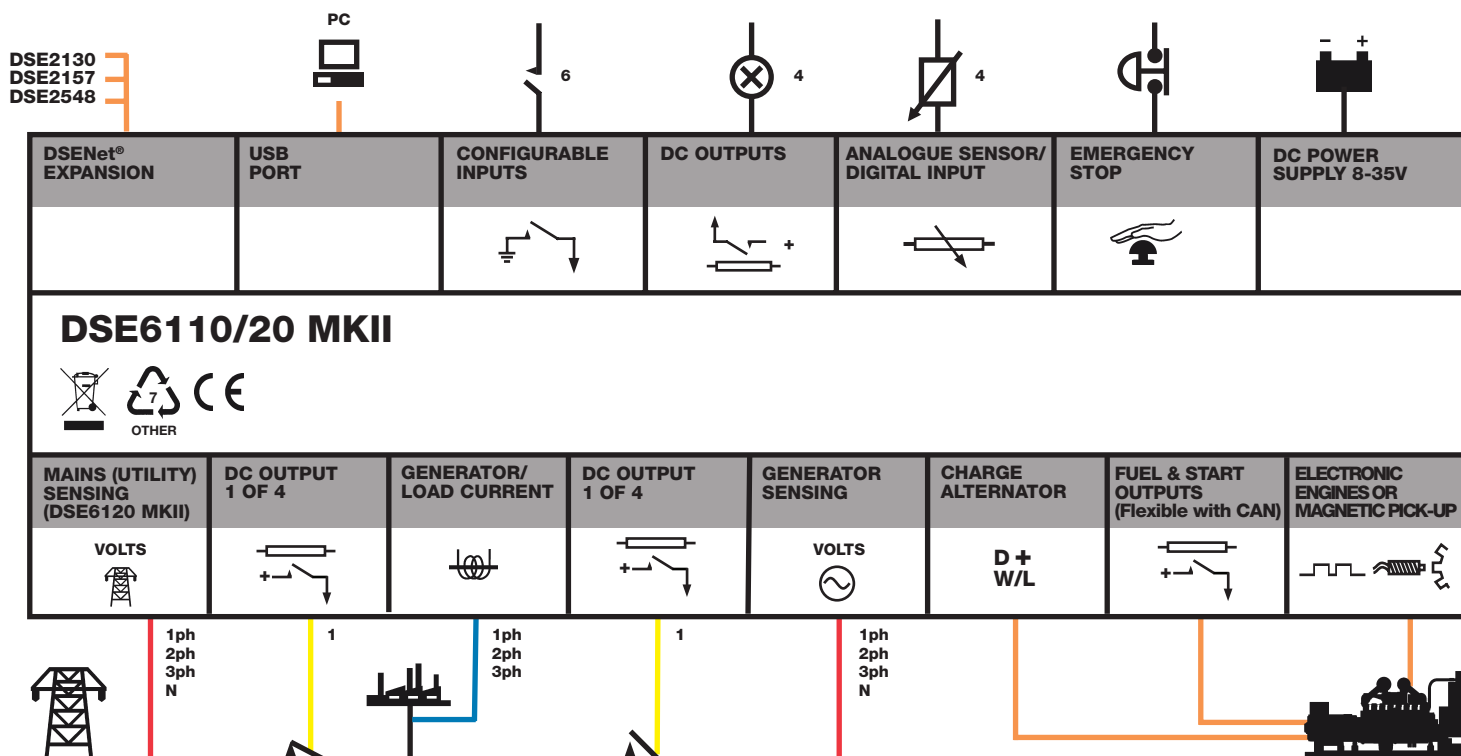 PC
DSE2130
DSE2157
DSE2548
6
4
4
– +
DSENet®
EXPANSION
USB
PORT
CONFIGURABLE
INPUTS
DC OUTPUTS
ANALOGUE SENSOR/
DIGITAL INPUT
EMERGENCY
STOP
DC POWER
SUPPLY 8-35V
+
DSE6110/20 MKII
7
CE
OTHER
MAINS (UTILITY)
SENSING
(DSE6120 MKII)
DC OUTPUT
1 OF 4
GENERATOR/
LOAD CURRENT
DC OUTPUT
1 OF 4
GENERATOR
SENSING
CHARGE
ALTERNATOR
FUEL & START
OUTPUTS
(Flexible with CAN)
ELECTRONIC
ENGINES OR
MAGNETIC PICK-UP
VOLTS
+
+
VOLTS
D +
W/L
+
1ph
2ph
3ph
N
1
1ph
2ph
3ph
1
1ph
2ph
3ph
N